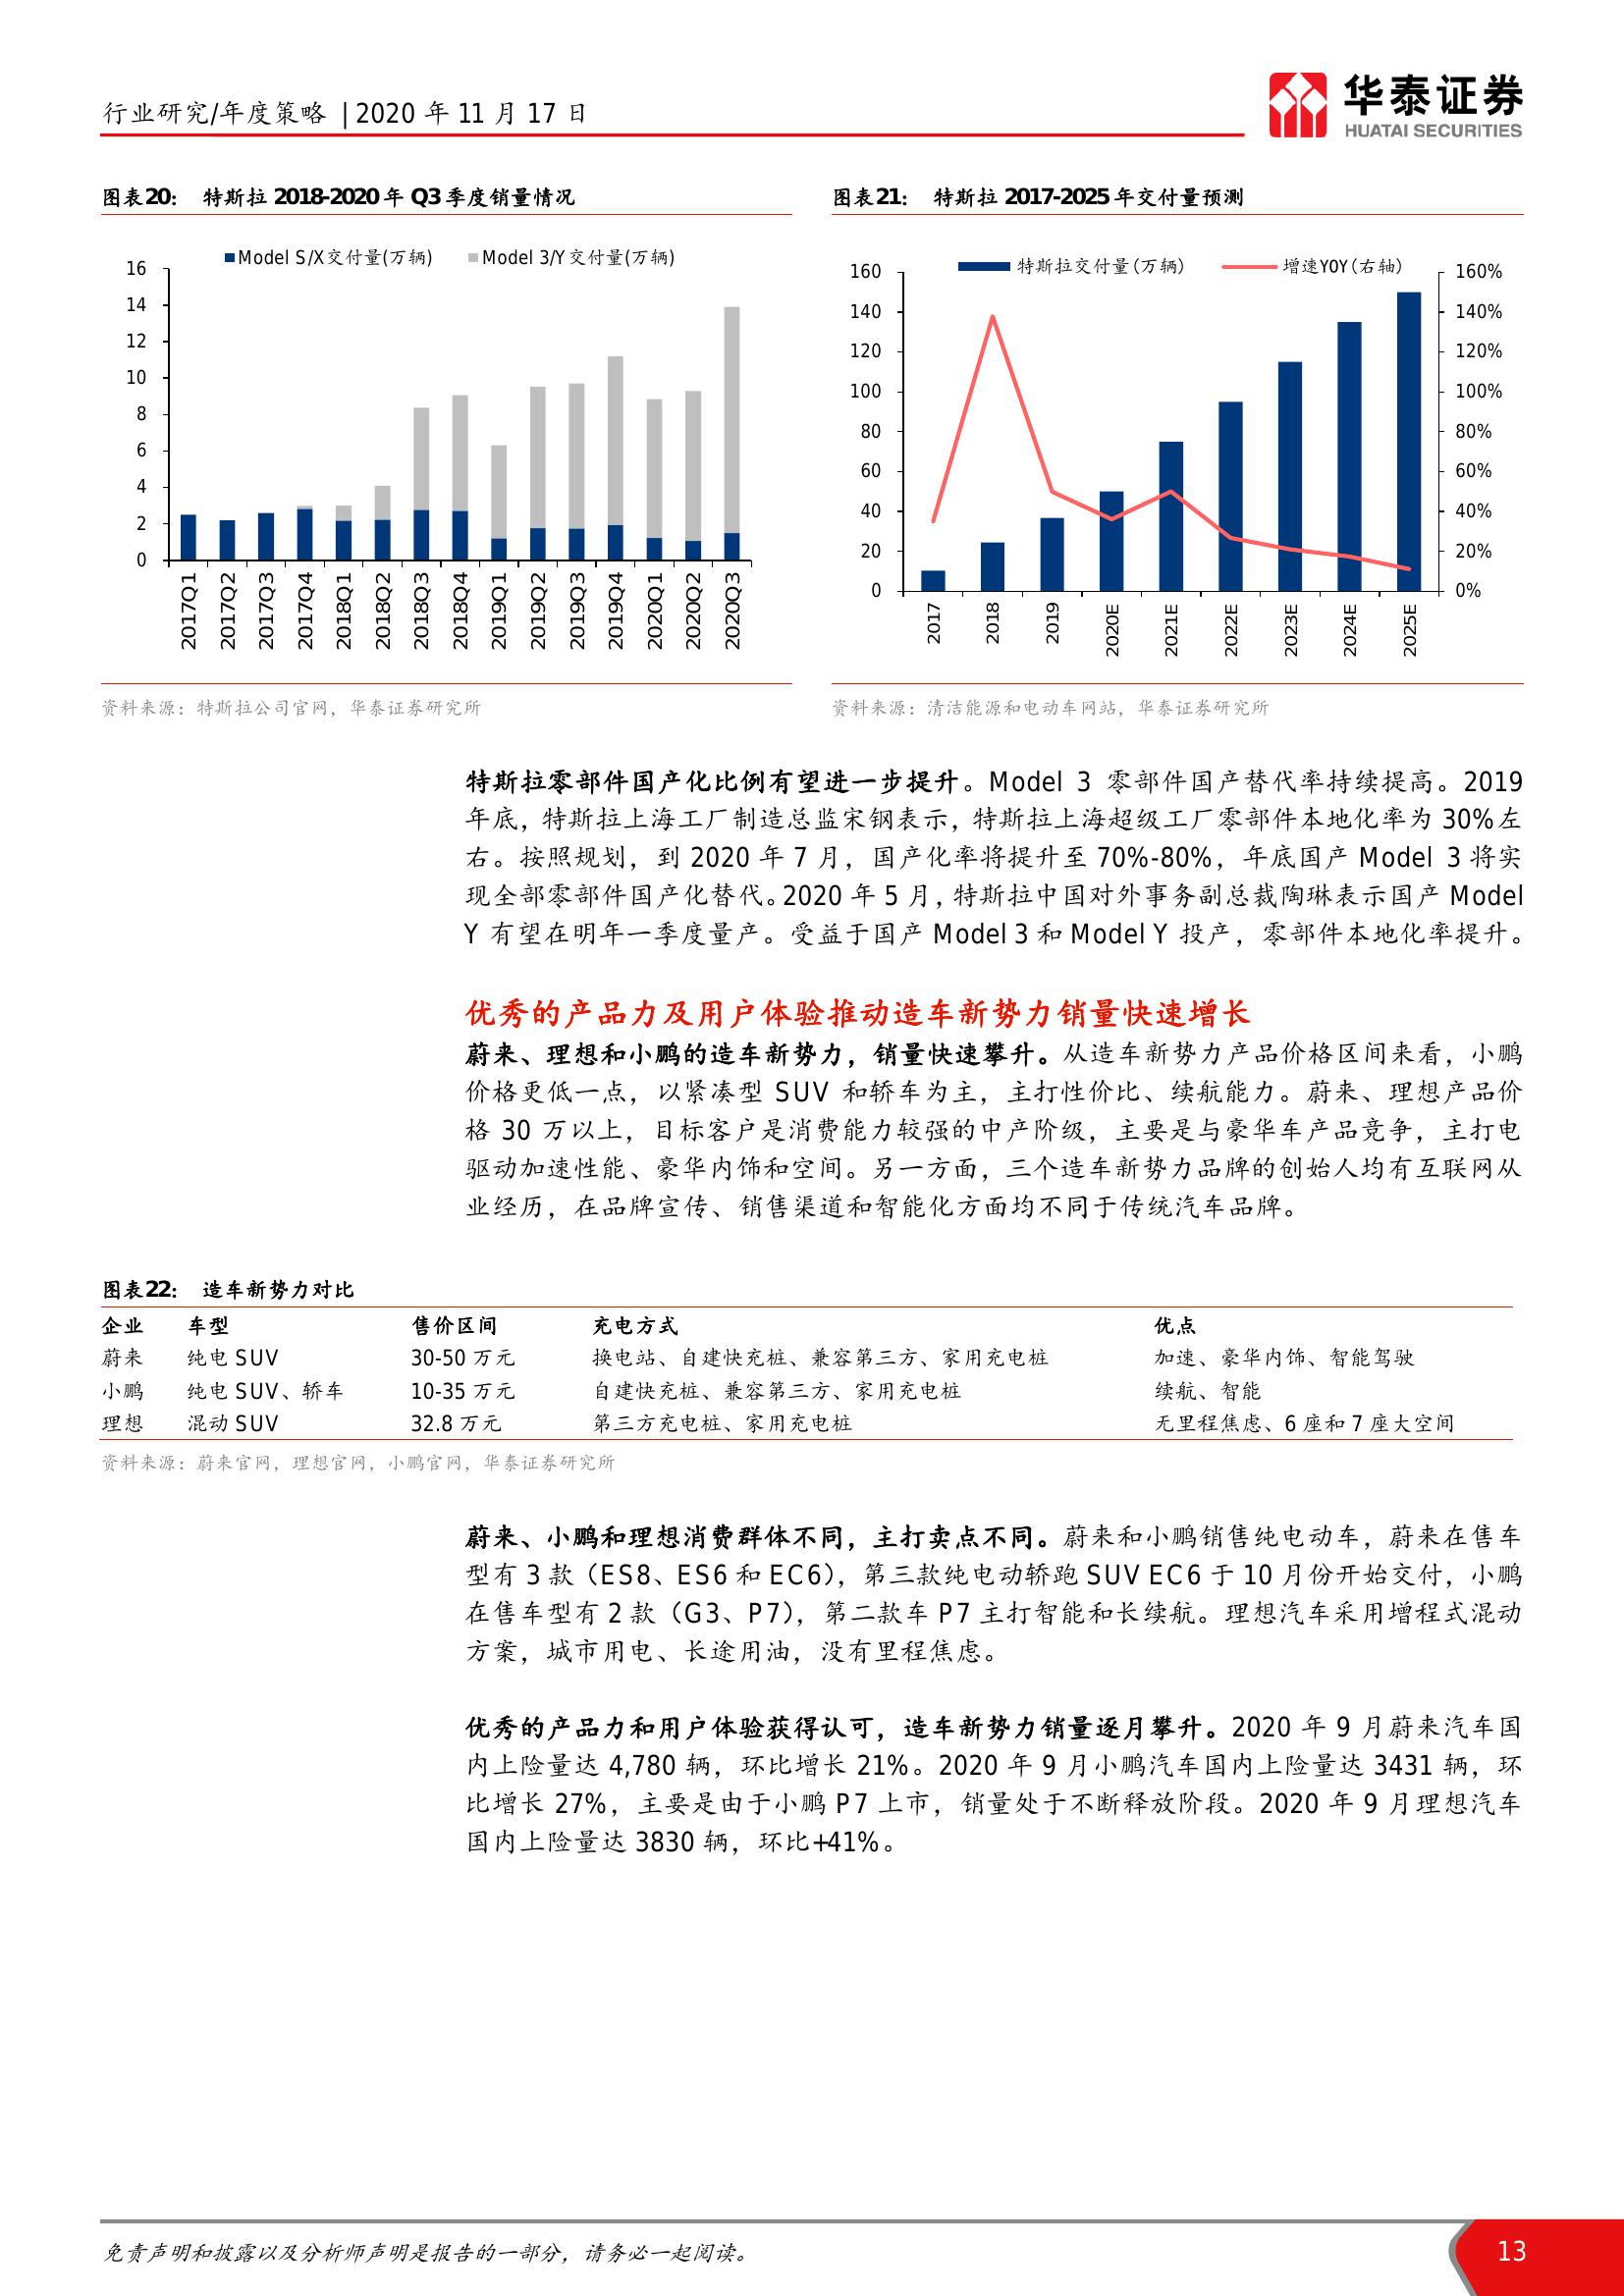 行业研究/年度策略 | 2020 年 11 月 17 日
华泰证券
HUATAI SECURITIES
图表20： 特斯拉 2018-2020 年 Q3 季度销量情况
Model S/X交付量(万辆) Model 3/Y交付量(万辆)
16
14
12
10
8
6
4
2
0
2017Q1 2017Q2 2017Q3 2017Q4 2018Q1 2018Q2 2018Q3 2018Q4 2019Q1 2019Q2 2019Q3 2019Q4 2020Q1 2020Q2 2020Q3
资料来源：特斯拉公司官网，华泰证券研究所
图表21： 特斯拉 2017-2025 年交付量预测
特斯拉交付量(万辆) 增速YOY(右轴)
160 160%
140 140%
120 120%
100 100%
80 80%
60 60%
40 40%
20 20%
0 0%
2017 2018 2019 2020E 2021E 2022E 2023E 2024E 2025E
资料来源：清洁能源和电动车网站，华泰证券研究所
特斯拉零部件国产化比例有望进一步提升。Model 3 零部件国产替代率持续提高。2019
年底，特斯拉上海工厂制造总监宋钢表示，特斯拉上海超级工厂零部件本地化率为 30%左
右。按照规划，到 2020 年 7 月，国产化率将提升至 70%-80%，年底国产 Model 3 将实
现全部零部件国产化替代。2020 年 5 月，特斯拉中国对外事务副总裁陶琳表示国产 Model
Y 有望在明年一季度量产。受益于国产 Model 3 和 Model Y 投产，零部件本地化率提升。
优秀的产品力及用户体验推动造车新势力销量快速增长
蔚来、理想和小鹏的造车新势力，销量快速攀升。从造车新势力产品价格区间来看，小鹏
价格更低一点，以紧凑型 SUV 和轿车为主，主打性价比、续航能力。蔚来、理想产品价
格 30 万以上，目标客户是消费能力较强的中产阶级，主要是与豪华车产品竞争，主打电
驱动加速性能、豪华内饰和空间。另一方面，三个造车新势力品牌的创始人均有互联网从
业经历，在品牌宣传、销售渠道和智能化方面均不同于传统汽车品牌。
图表22： 造车新势力对比
企业 车型 售价区间 充电方式 优点
蔚来 纯电 SUV 30-50 万元 换电站、自建快充桩、兼容第三方、家用充电桩 加速、豪华内饰、智能驾驶
小鹏 纯电 SUV、轿车 10-35 万元 自建快充桩、兼容第三方、家用充电桩 续航、智能
理想 混动 SUV 32.8 万元 第三方充电桩、家用充电桩 无里程焦虑、6 座和 7 座大空间
资料来源：蔚来官网，理想官网，小鹏官网，华泰证券研究所
蔚来、小鹏和理想消费群体不同，主打卖点不同。蔚来和小鹏销售纯电动车，蔚来在售车
型有 3 款（ES8、ES6 和 EC6），第三款纯电动轿跑 SUV EC6 于 10 月份开始交付，小鹏
在售车型有 2 款（G3、P7），第二款车 P7 主打智能和长续航。理想汽车采用增程式混动
方案，城市用电、长途用油，没有里程焦虑。
优秀的产品力和用户体验获得认可，造车新势力销量逐月攀升。2020 年 9 月蔚来汽车国
内上险量达 4,780 辆，环比增长 21%。2020 年 9 月小鹏汽车国内上险量达 3431 辆，环
比增长 27%，主要是由于小鹏 P7 上市，销量处于不断释放阶段。2020 年 9 月理想汽车
国内上险量达 3830 辆，环比+41%。
免责声明和披露以及分析师声明是报告的一部分，请务必一起阅读。
13